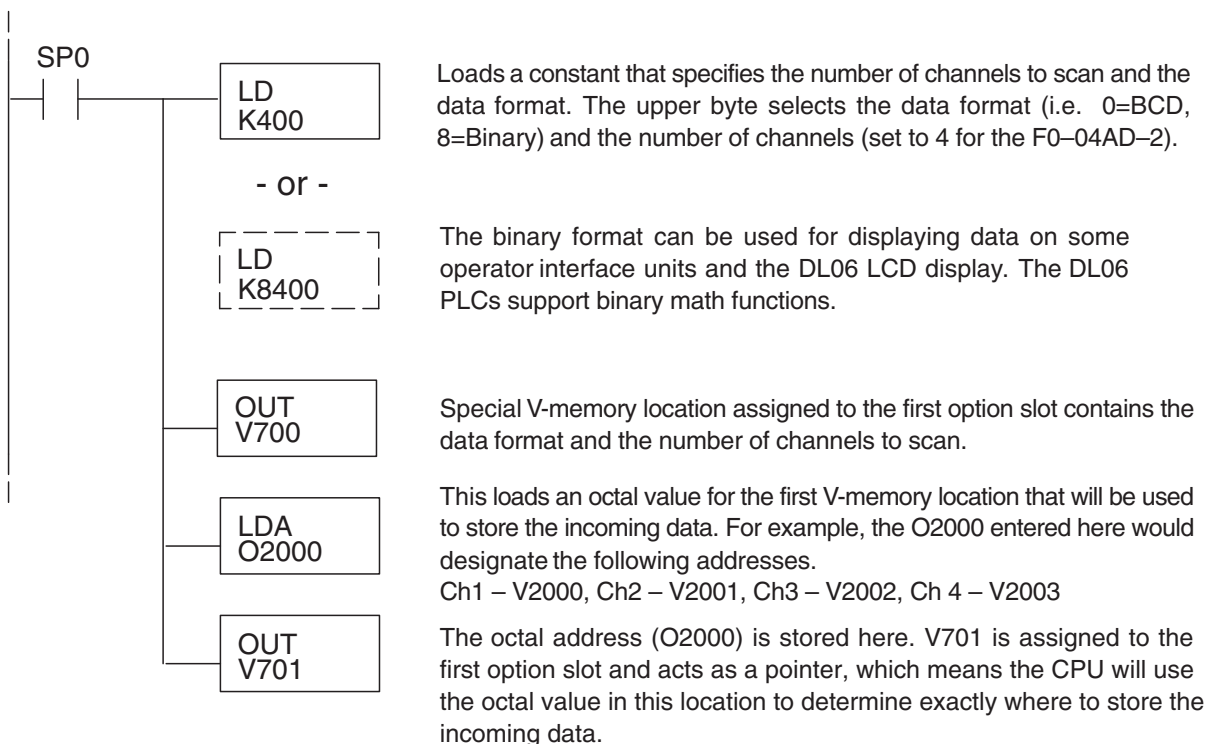 SP0
LD
K400
Loads a constant that specifies the number of channels to scan and the
data format. The upper byte selects the data format (i.e. 0=BCD,
8=Binary) and the number of channels (set to 4 for the F0–04AD–2).
- or -
LD
K8400
The binary format can be used for displaying data on some
operator interface units and the DL06 LCD display. The DL06
PLCs support binary math functions.
OUT
V700
Special V-memory location assigned to the first option slot contains the
data format and the number of channels to scan.
LDA
O2000
This loads an octal value for the first V-memory location that will be used
to store the incoming data. For example, the O2000 entered here would
designate the following addresses.
Ch1 – V2000, Ch2 – V2001, Ch3 – V2002, Ch 4 – V2003
OUT
V701
The octal address (O2000) is stored here. V701 is assigned to the
first option slot and acts as a pointer, which means the CPU will use
the octal value in this location to determine exactly where to store the
incoming data.